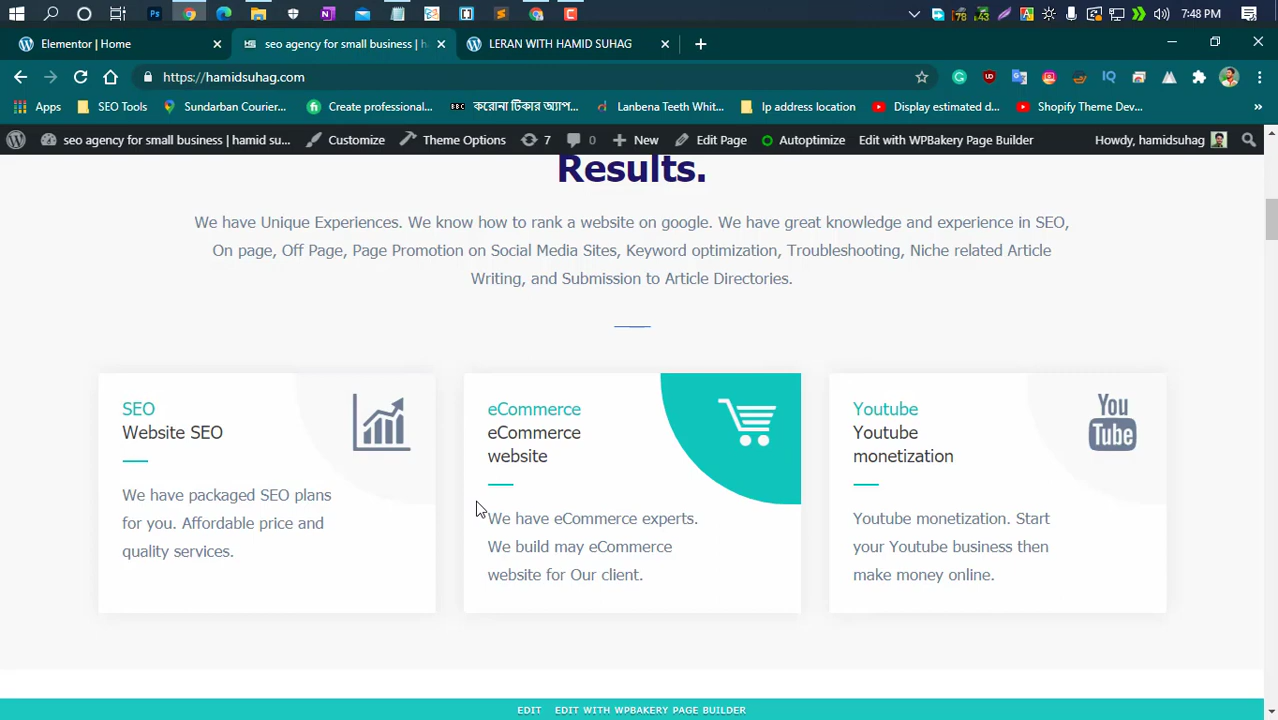 7:48 PM
Elementor | Home
seo agency for small business | h
LERAN WITH HAMID SUHAG
https://hamidsuhag.com
Apps
SEO Tools
Sundarban Courier...
Create professional...
BBC করোনা টিকার অ্যাপ...
Lanbena Teeth Whit...
Ip address location
Display estimated d...
Shopify Theme Dev...
seo agency for small business | hamid su...
Customize
Theme Options
7
0
New
Edit Page
Autoptimize
Edit with WPBakery Page Builder
Howdy, hamidsuhag
Results.
We have Unique Experiences. We know how to rank a website on google. We have great knowledge and experience in SEO,
On page, Off Page, Page Promotion on Social Media Sites, Keyword optimization, Troubleshooting, Niche related Article
Writing, and Submission to Article Directories.
SEO
Website SEO
We have packaged SEO plans
for you. Affordable price and
quality services.
eCommerce
eCommerce
website
We have eCommerce experts.
We build may eCommerce
website for Our client.
You
Tube
Youtube
Youtube
monetization
Youtube monetization. Start
your Youtube business then
make money online.
EDIT EDIT WITH WPBAKERY PAGE BUILDER